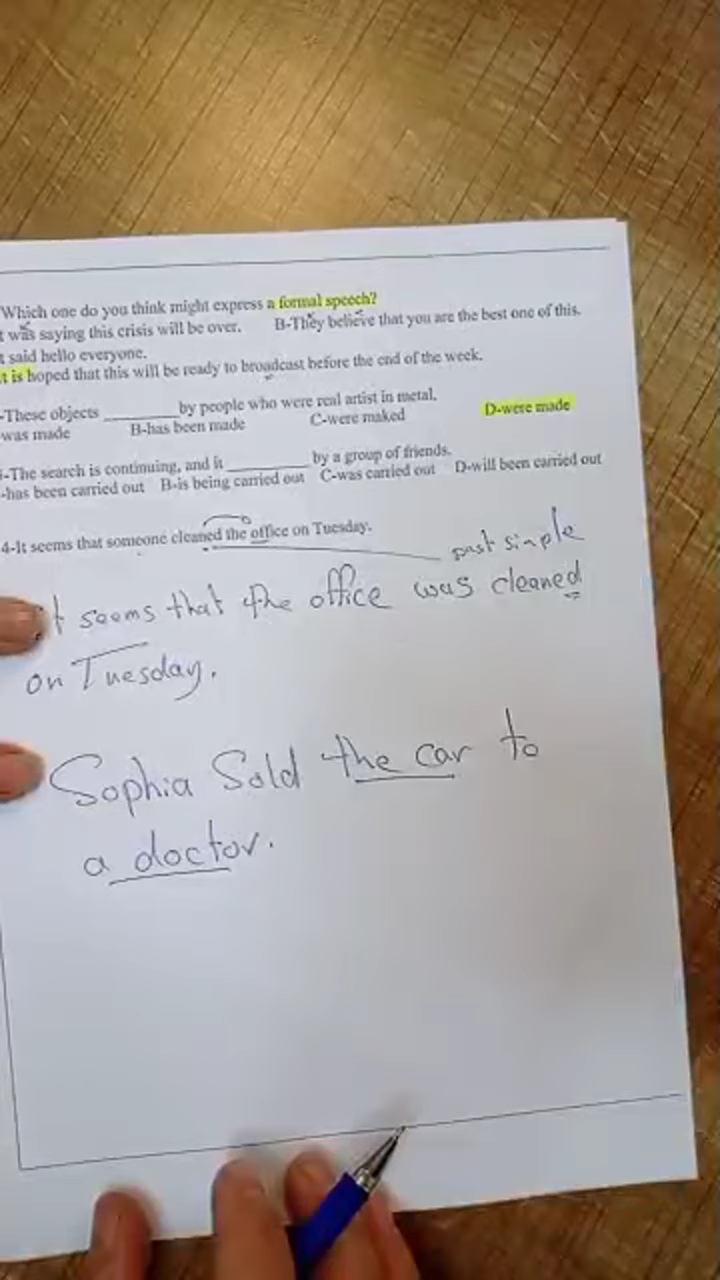 Which one do you think might express a formal speech?
was saying this crisis will be over. B-They believe that you are the best one of this.
said hello everyone.
t is hoped that this will be ready to broadcast before the end of the week.
-These objects ________ by people who were real artist in metal.
was made B-has been made C-were maked D-were made
-The search is continuing, and it ________ by a group of friends.
-has been carried out B-is being carried out C-was carried out D-will been carried out
4-It seems that someone cleaned the office on Tuesday.
past simple
t seems that the office was cleaned
on Tuesday.
Sophia Sold the car to
a doctor.